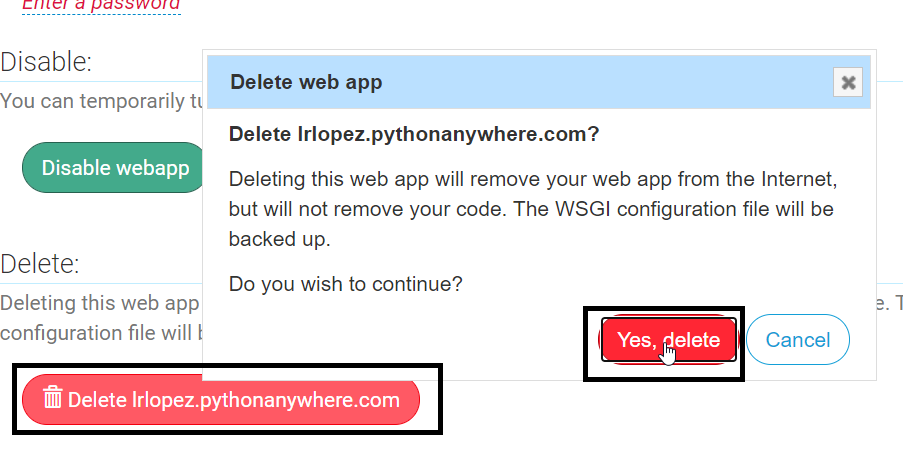 Enter a password
Disable:
You can temporarily tu
Disable webapp
Delete:
Deleting this web app
e. T
configuration file will b
Delete lrlopez.pythonanywhere.com
Delete web app
Delete lrlopez.pythonanywhere.com?
Deleting this web app will remove your web app from the Internet,
but will not remove your code. The WSGI configuration file will be
backed up.
Do you wish to continue?
Yes, delete
Cancel